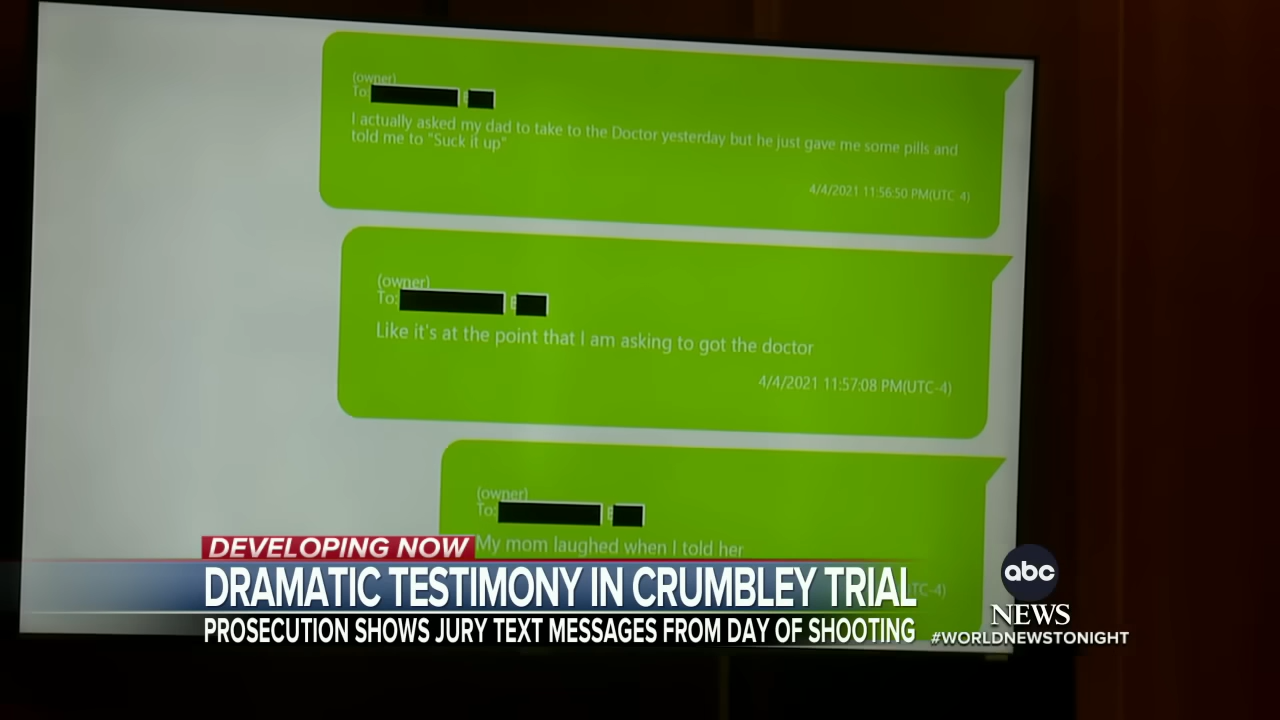 (owner)
To:
I actually asked my dad to take to the Doctor yesterday but he just gave me some pills and
told me to "Suck it up"
4/4/2021 11:56:50 PM(UTC-4)
(owner)
To:
Like it's at the point that I am asking to got the doctor
4/4/2021 11:57:08 PM(UTC-4)
(owner)
To:
My mom laughed when I told her
TC-4)
DEVELOPING NOW
DRAMATIC TESTIMONY IN CRUMBLEY TRIAL
PROSECUTION SHOWS JURY TEXT MESSAGES FROM DAY OF SHOOTING
abc
NEWS
#WORLDNEWSTONIGHT